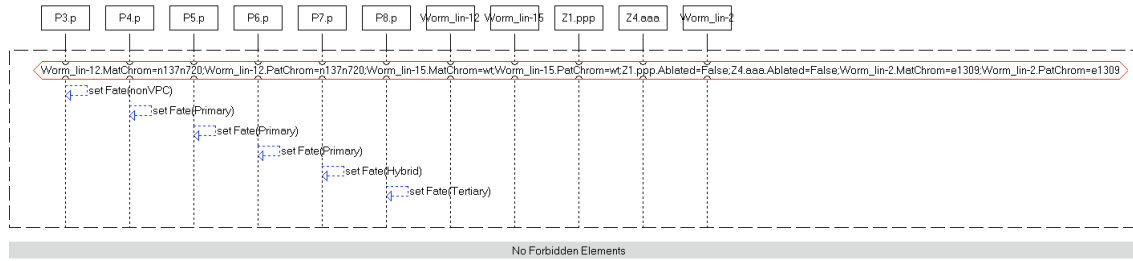 P3.p P4.p P5.p P6.p P7.p P8.p Worm_lin-12 Worm_lin-15 Z1.ppp Z4.aaa Worm_lin-2
Worm_lin-12.MatChrom=n137n720;Worm_lin-12.PatChrom=n137n720;Worm_lin-15.MatChrom=wt;Worm_lin-15.PatChrom=wt;Z1.ppp.Ablated=False;Z4.aaa.Ablated=False;Worm_lin-2.MatChrom=e1309;Worm_lin-2.PatChrom=e1309
set Fate(nonVPC)
set Fate(Primary)
set Fate(Primary)
set Fate(Primary)
set Fate(Hybrid)
set Fate(Tertiary)
No Forbidden Elements